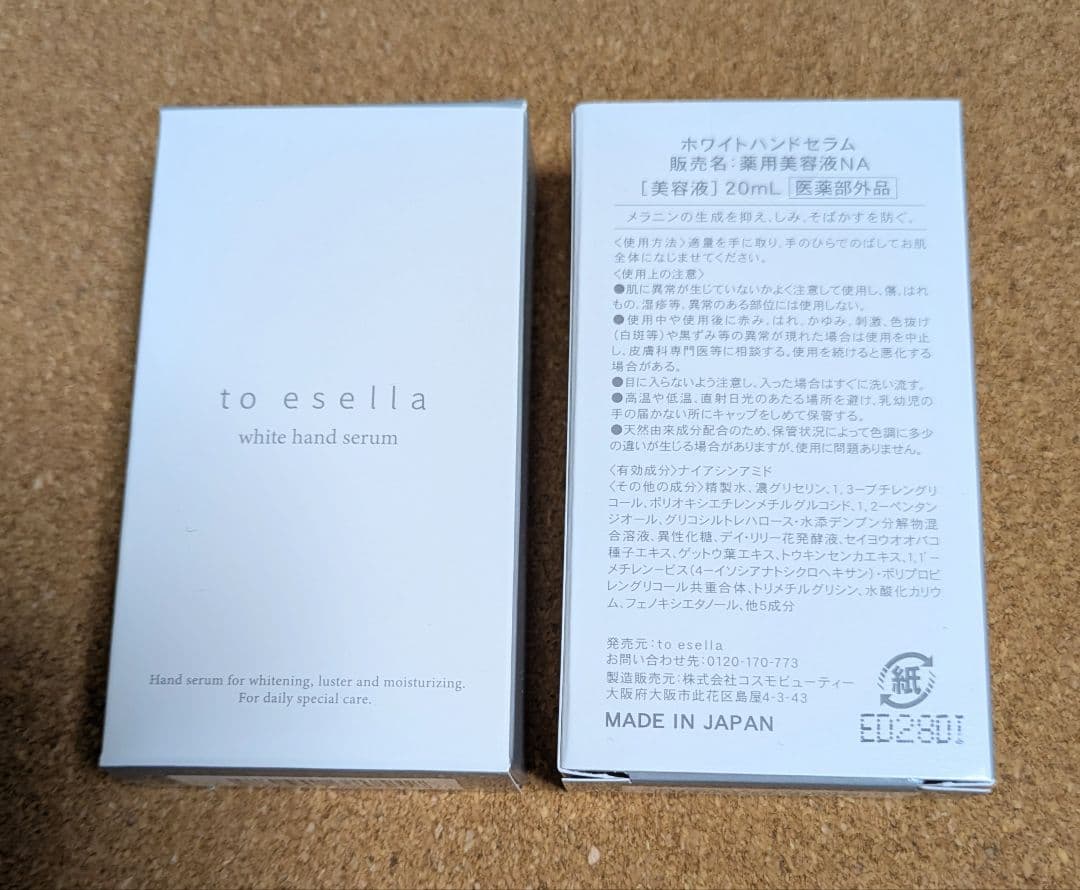 to esella
white hand serum
Hand serum for whitening, luster and moisturizing.
For daily special care.
ホワイトハンドセラム
販売名:薬用美容液NA
[美容液]20mL 医薬部外品
メラニンの生成を抑え、しみ、そばかすを防ぐ。
〈使用方法〉適量を手に取り、手のひらでのばしてお肌
全体になじませてください。
〈使用上の注意〉
●肌に異常が生じていないかよく注意して使用し、傷、はれ
もの、湿疹等、異常のある部位には使用しない。
●使用中や使用後に赤み、はれ、かゆみ、刺激、色抜け
(白斑等)や黒ずみ等の異常が現れた場合は使用を中止
し、皮膚科専門医等に相談する。使用を続けると悪化する
場合がある。
●目に入らないよう注意し、入った場合はすぐに洗い流す。
●高温や低温、直射日光のあたる場所を避け、乳幼児の
手の届かない所にキャップをしめて保管する。
●天然由来成分配合のため、保管状況によって色調に多少
の違いが生じる場合がありますが、使用に問題ありません。
〈有効成分〉ナイアシンアミド
〈その他の成分〉精製水、濃グリセリン、1,3-ブチレングリ
コール、ポリオキシエチレンメチルグルコシド、1,2-ペンタン
ジオール、グリコシルトレハロース・水添デンプン分解物混
合溶液、異性化糖、デイ・リリー花発酵液、セイヨウオオバコ
種子エキス、ゲットウ葉エキス、トウキンセンカエキス、1,1'-
メチレン-ビス(4-イソシアナトシクロヘキサン)・ポリプロピ
レングリコール共重合体、トリメチルグリシン、水酸化カリウ
ム、フェノキシエタノール、他5成分
発売元:to esella
お問い合わせ先:0120-170-773
製造販売元:株式会社コスモビューティー
大阪府大阪市此花区島屋4-3-43
MADE IN JAPAN
紙
ED28DI